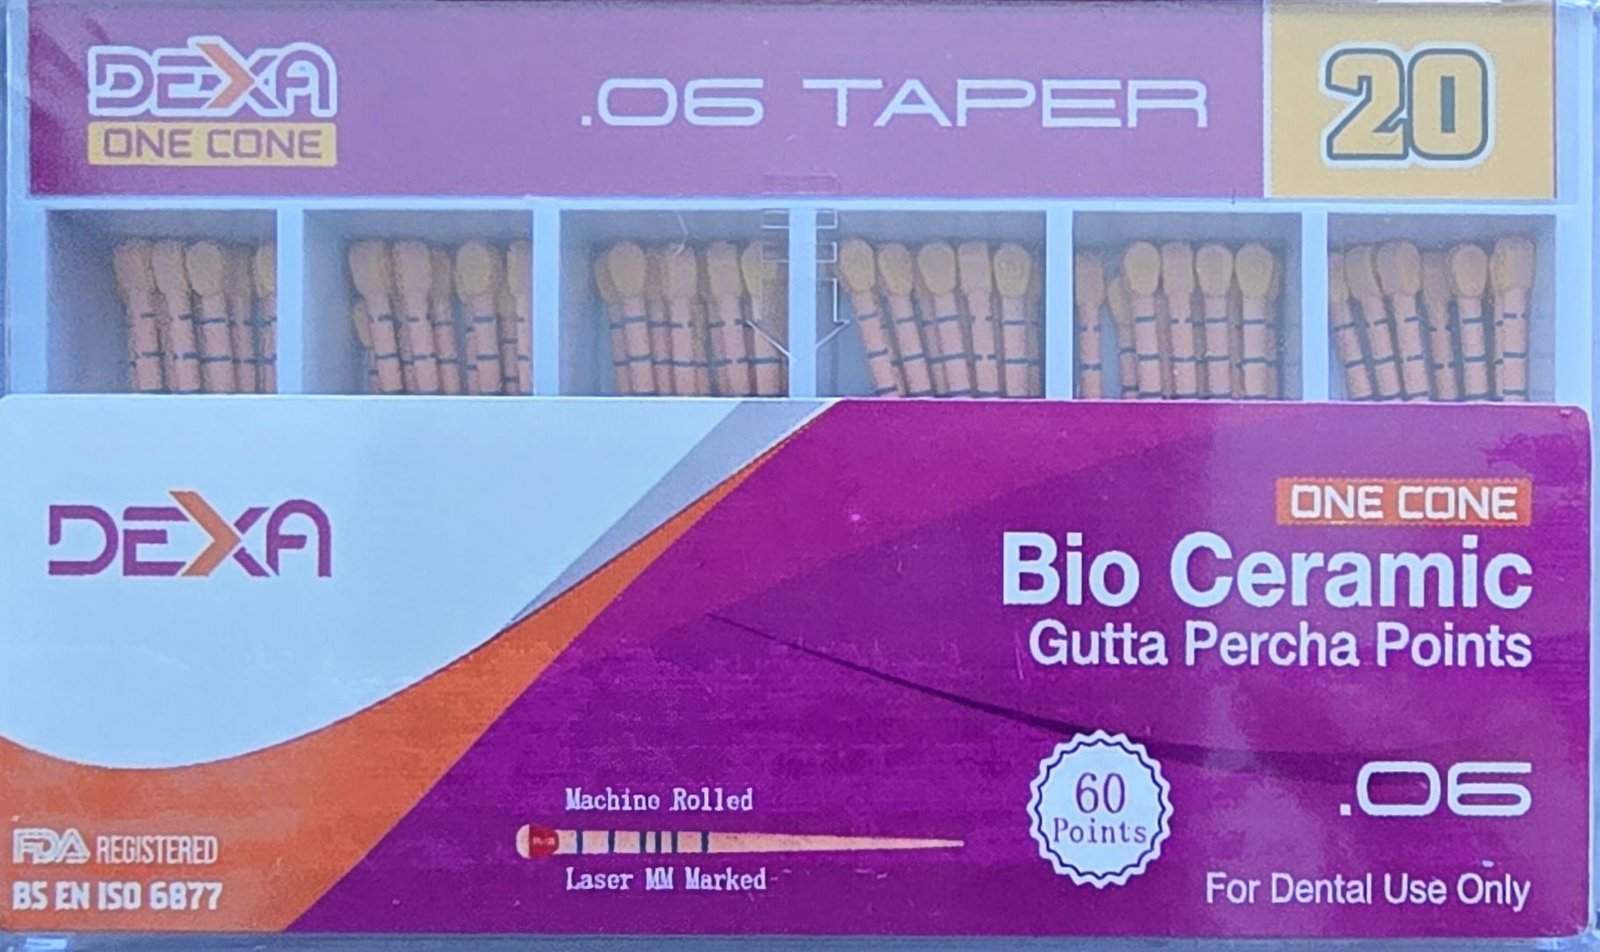 DEXA
ONE CONE
.06 TAPER
20
DEXA
ONE CONE
Bio Ceramic
Gutta Percha Points
.06
60
Points
Machine Rolled
Laser MM Marked
For Dental Use Only
FDA REGISTERED
BS EN ISO 6877